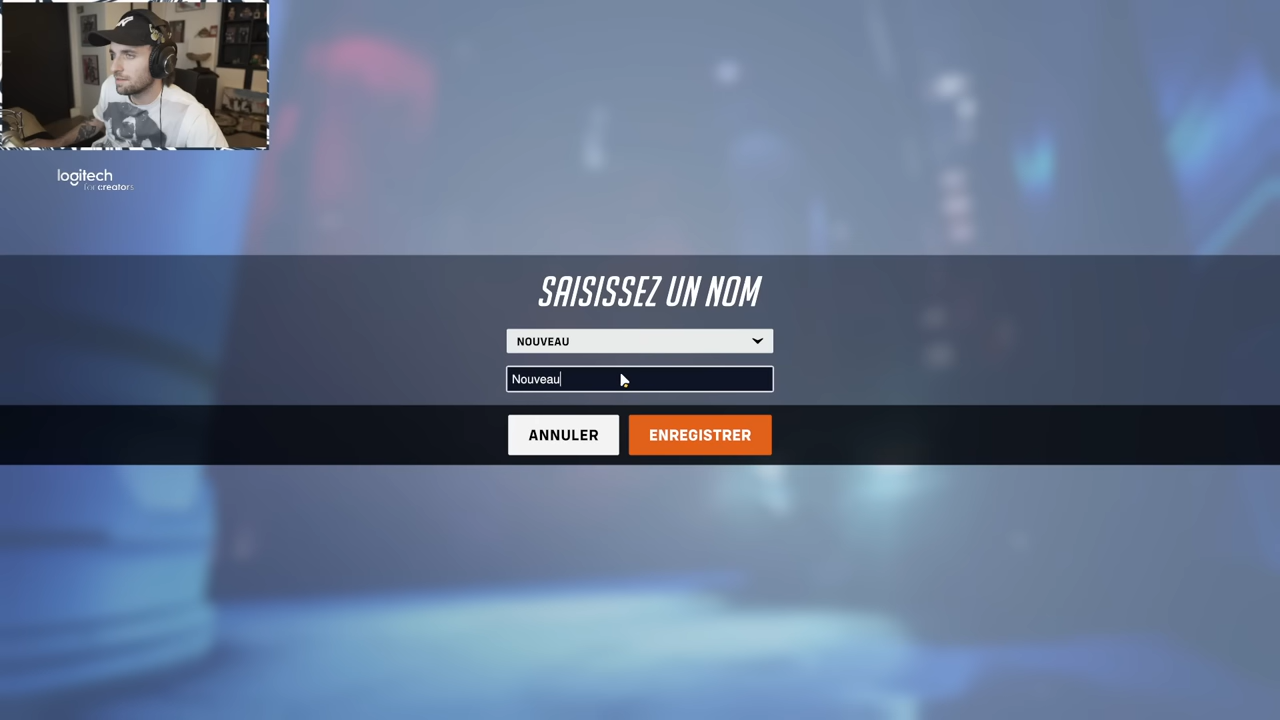 logitech
for creators
SAISISSEZ UN NOM
NOUVEAU
Nouveau
ANNULER
ENREGISTRER